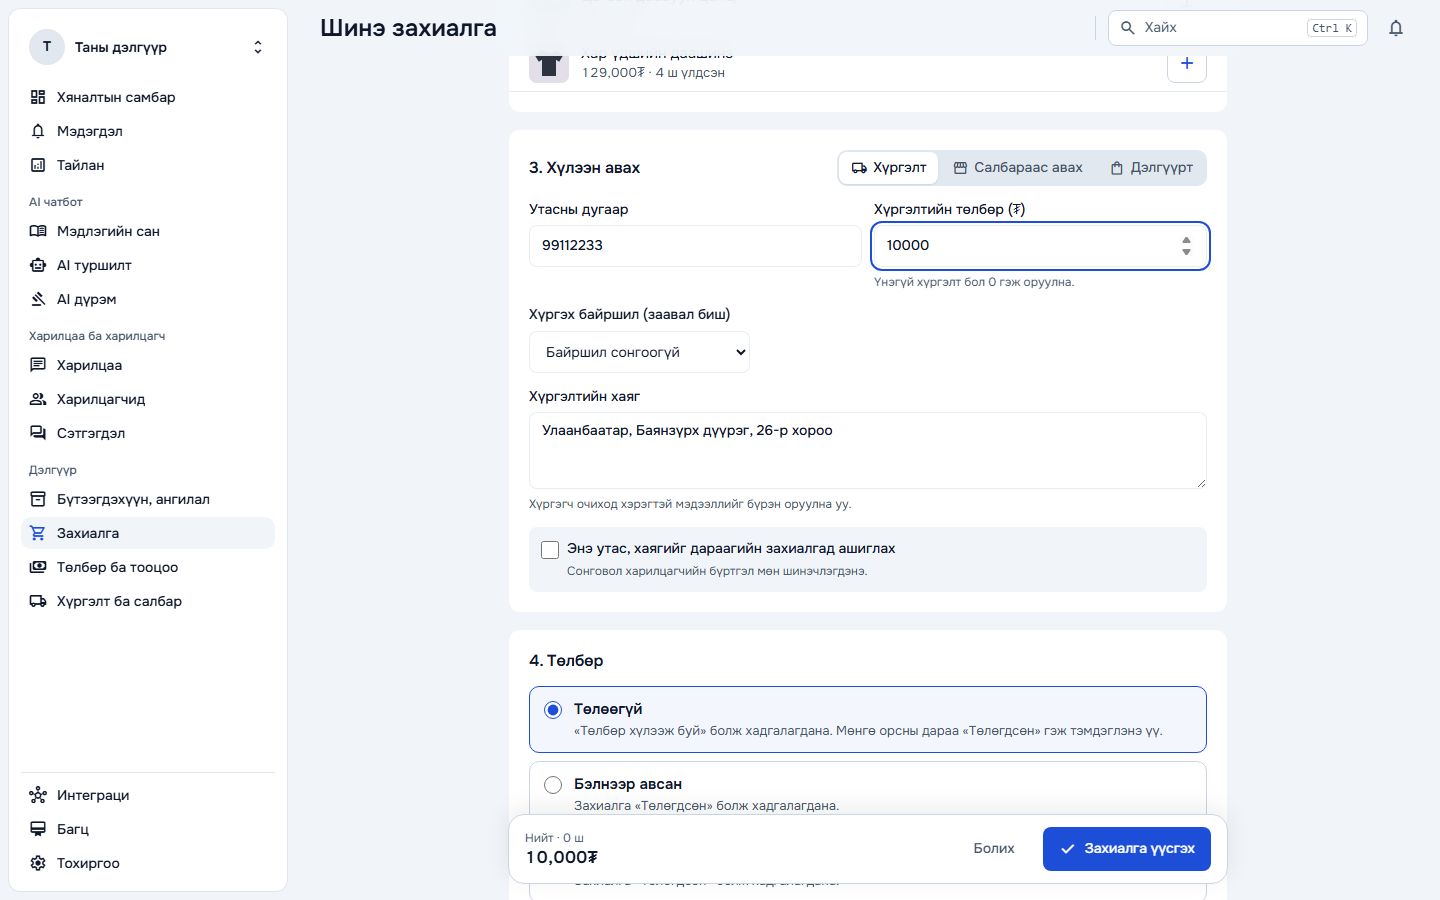 Т
Таны дэлгүүр
Хяналтын самбар
Мэдэгдэл
Тайлан
AI чатбот
Мэдлэгийн сан
AI туршилт
AI дүрэм
Харилцаа ба харилцагч
Харилцаа
Харилцагчид
Сэтгэгдэл
Дэлгүүр
Бүтээгдэхүүн, ангилал
Захиалга
Төлбөр ба тооцоо
Хүргэлт ба салбар
Интеграци
Багц
Тохиргоо
Шинэ захиалга
Хайх
Ctrl K
Хар үдшийн даашинз
129,000₮ · 4 ш үлдсэн
3. Хүлээн авах
Хүргэлт
Салбараас авах
Дэлгүүрт
Утасны дугаар
99112233
Хүргэлтийн төлбөр (₮)
10000
Үнэгүй хүргэлт бол 0 гэж оруулна.
Хүргэх байршил (заавал биш)
Байршил сонгоогүй
Хүргэлтийн хаяг
Улаанбаатар, Баянзүрх дүүрэг, 26-р хороо
Хүргэгч очиход хэрэгтэй мэдээллийг бүрэн оруулна уу.
Энэ утас, хаягийг дараагийн захиалгад ашиглах
Сонговол харилцагчийн бүртгэл мөн шинэчлэгдэнэ.
4. Төлбөр
Төлөөгүй
«Төлбөр хүлээж буй» болж хадгалагдана. Мөнгө орсны дараа «Төлөгдсөн» гэж тэмдэглэнэ үү.
Бэлнээр авсан
Захиалга «Төлөгдсөн» болж хадгалагдана.
Нийт · 0 ш
10,000₮
Болих
Захиалга үүсгэх